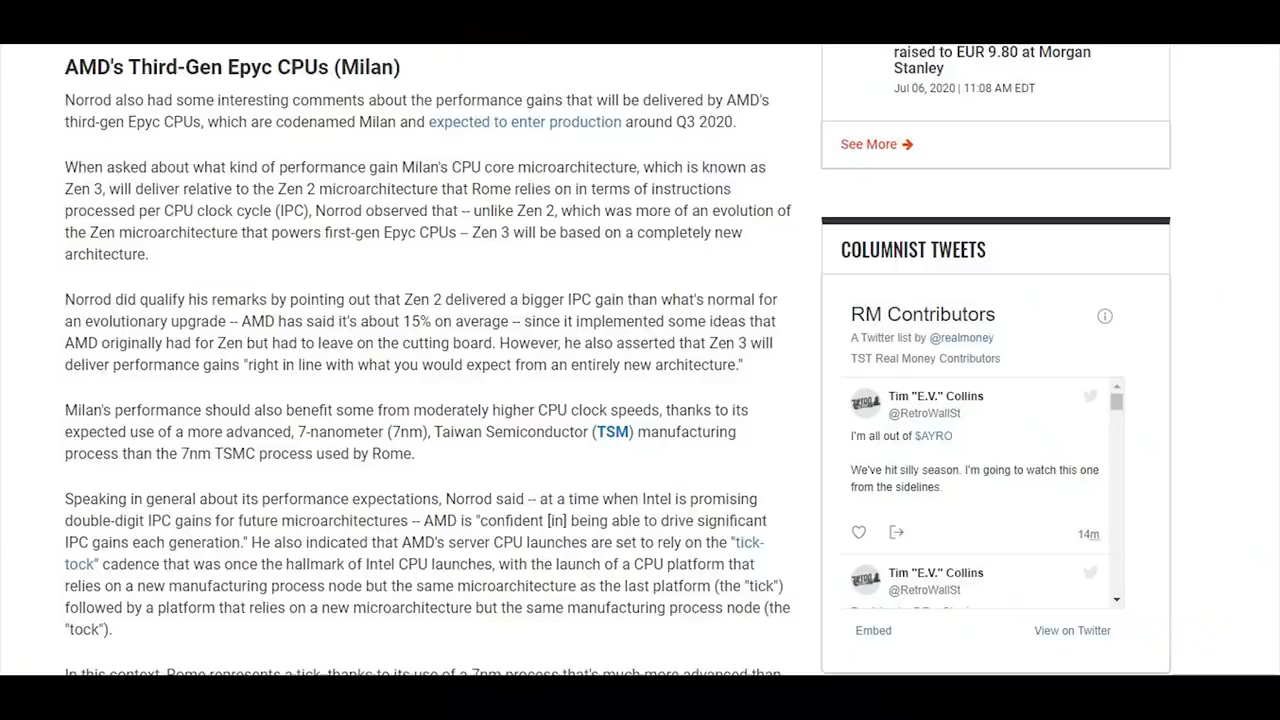 AMD's Third-Gen Epyc CPUs (Milan)
Norrod also had some interesting comments about the performance gains that will be delivered by AMD's
third-gen Epyc CPUs, which are codenamed Milan and expected to enter production around Q3 2020.
When asked about what kind of performance gain Milan's CPU core microarchitecture, which is known as
Zen 3, will deliver relative to the Zen 2 microarchitecture that Rome relies on in terms of instructions
processed per CPU clock cycle (IPC), Norrod observed that -- unlike Zen 2, which was more of an evolution of
the Zen microarchitecture that powers first-gen Epyc CPUs -- Zen 3 will be based on a completely new
architecture.
Norrod did qualify his remarks by pointing out that Zen 2 delivered a bigger IPC gain than what's normal for
an evolutionary upgrade -- AMD has said it's about 15% on average -- since it implemented some ideas that
AMD originally had for Zen but had to leave on the cutting board. However, he also asserted that Zen 3 will
deliver performance gains "right in line with what you would expect from an entirely new architecture."
Milan's performance should also benefit some from moderately higher CPU clock speeds, thanks to its
expected use of a more advanced, 7-nanometer (7nm), Taiwan Semiconductor (TSM) manufacturing
process than the 7nm TSMC process used by Rome.
Speaking in general about its performance expectations, Norrod said -- at a time when Intel is promising
double-digit IPC gains for future microarchitectures -- AMD is "confident [in] being able to drive significant
IPC gains each generation." He also indicated that AMD's server CPU launches are set to rely on the "tick-
tock" cadence that was once the hallmark of Intel CPU launches, with the launch of a CPU platform that
relies on a new manufacturing process node but the same microarchitecture as the last platform (the "tick")
followed by a platform that relies on a new microarchitecture but the same manufacturing process node (the
"tock").
In this context, Rome represents a tick, thanks to its use of a 7nm process that's much more advanced than
raised to EUR 9.80 at Morgan
Stanley
Jul 06, 2020 | 11:08 AM EDT
See More
COLUMNIST TWEETS
RM Contributors
A Twitter list by @realmoney
TST Real Money Contributors
Tim "E.V." Collins
@RetroWallSt
I'm all out of $AYRO
We've hit silly season. I'm going to watch this one
from the sidelines.
14m
Tim "E.V." Collins
@RetroWallSt
Embed
View on Twitter